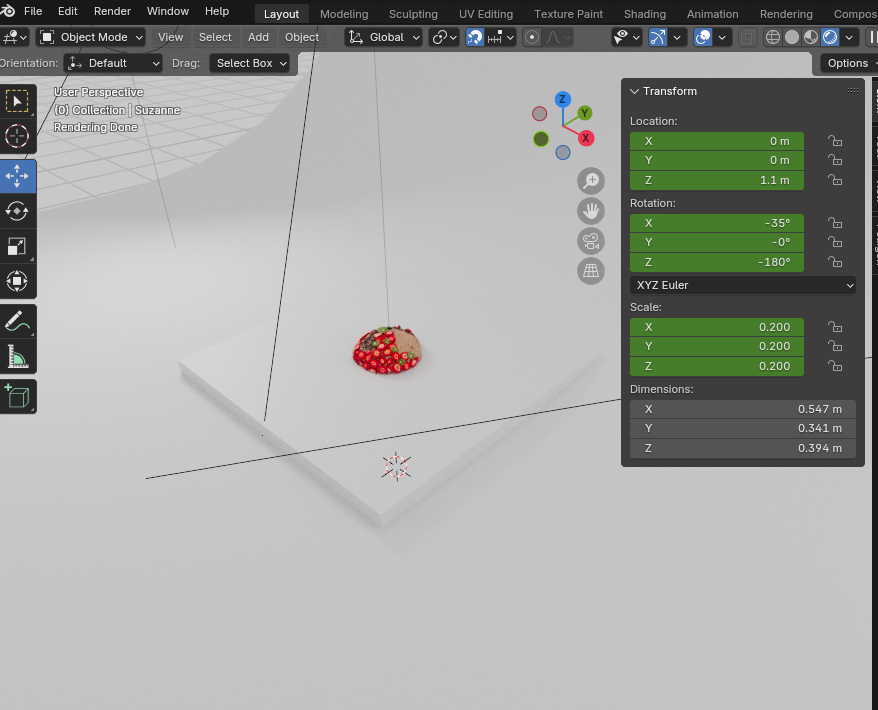 File Edit Render Window Help Layout Modeling Sculpting UV Editing Texture Paint Shading Animation Rendering Compos
Object Mode View Select Add Object Global
Orientation: Default Drag: Select Box Options
User Perspective
(0) Collection | Suzanne
Rendering Done
Z
Y
X
Transform
Location:
X 0 m
Y 0 m
Z 1.1 m
Rotation:
X -35°
Y -0°
Z -180°
XYZ Euler
Scale:
X 0.200
Y 0.200
Z 0.200
Dimensions:
X 0.547 m
Y 0.341 m
Z 0.394 m